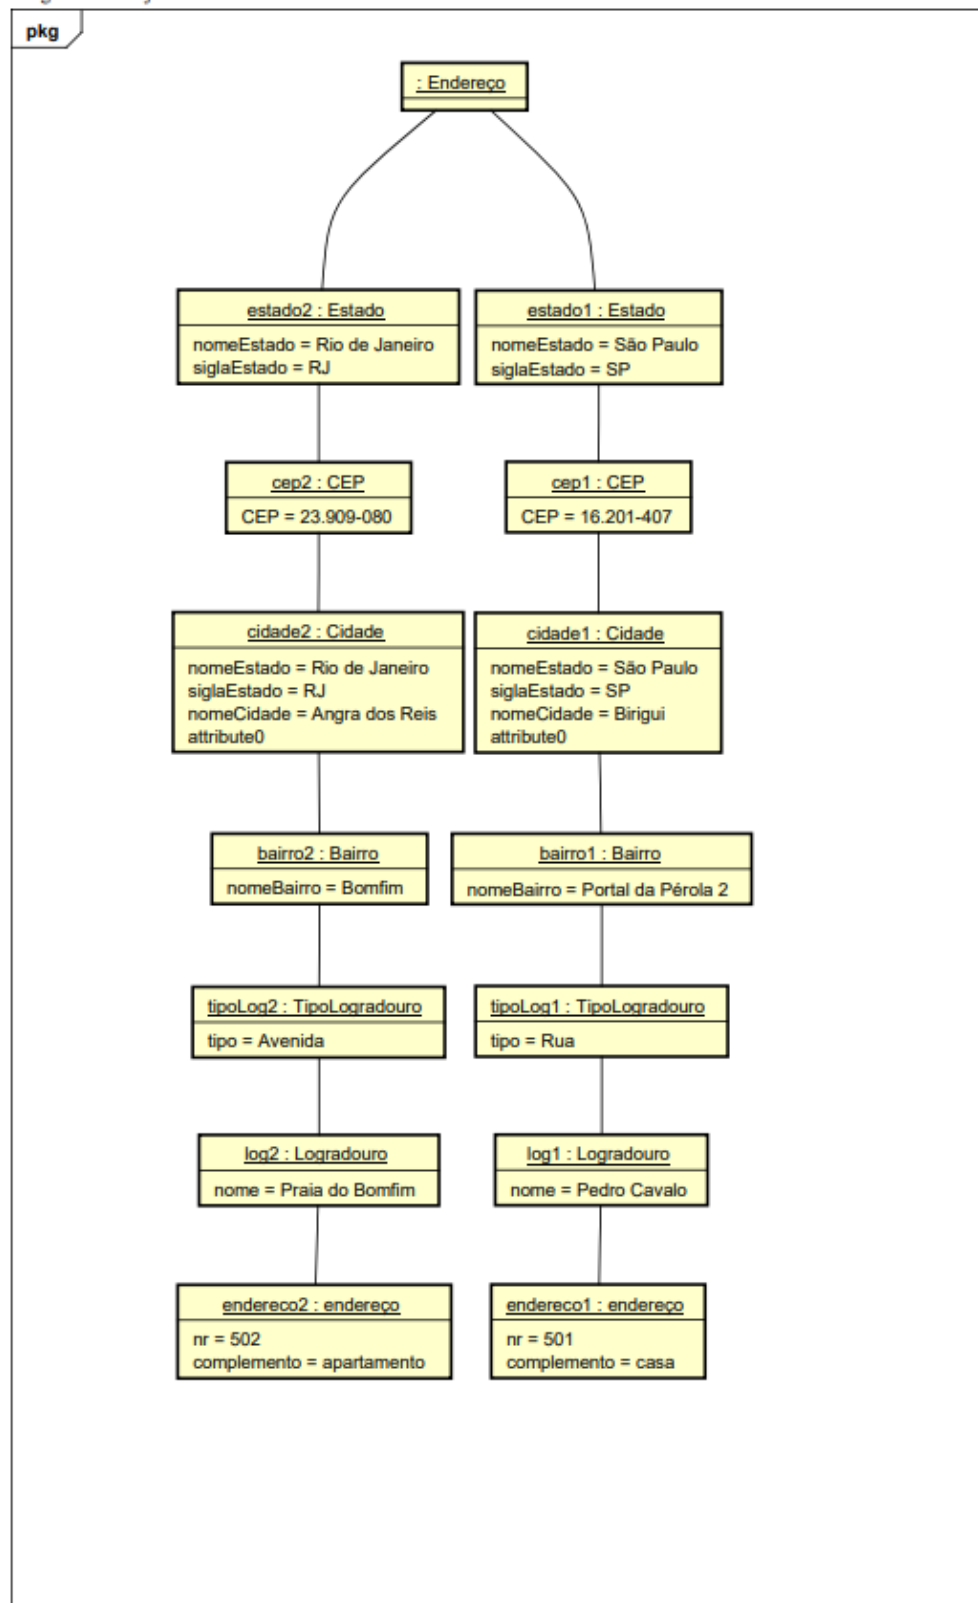 pkg
: Endereço
estado2 : Estado
nomeEstado = Rio de Janeiro
siglaEstado = RJ
estado1 : Estado
nomeEstado = São Paulo
siglaEstado = SP
cep2 : CEP
CEP = 23.909-080
cep1 : CEP
CEP = 16.201-407
cidade2 : Cidade
nomeEstado = Rio de Janeiro
siglaEstado = RJ
nomeCidade = Angra dos Reis
attribute0
cidade1 : Cidade
nomeEstado = São Paulo
siglaEstado = SP
nomeCidade = Birigui
attribute0
bairro2 : Bairro
nomeBairro = Bomfim
bairro1 : Bairro
nomeBairro = Portal da Pérola 2
tipoLog2 : TipoLogradouro
tipo = Avenida
tipoLog1 : TipoLogradouro
tipo = Rua
log2 : Logradouro
nome = Praia do Bomfim
log1 : Logradouro
nome = Pedro Cavalo
endereco2 : endereço
nr = 502
complemento = apartamento
endereco1 : endereço
nr = 501
complemento = casa